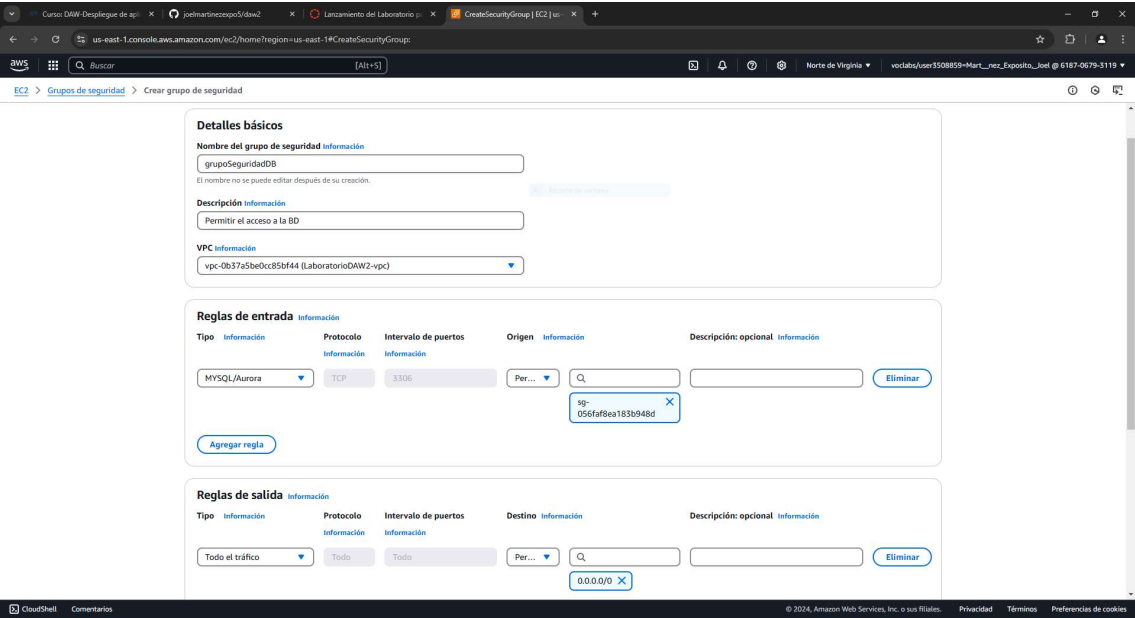 Curso: DAW-Despliegue de apl
joelmartinezexpo5/daw2
Lanzamiento del Laboratorio p
CreateSecurityGroup | EC2 | us-
us-east-1.console.aws.amazon.com/ec2/home?region=us-east-1#CreateSecurityGroup:
aws
Buscar
[Alt+S]
Norte de Virginia
voclabs/user3508859=Mart__nez_Exposito,_Joel @ 6187-0679-3119
EC2 > Grupos de seguridad > Crear grupo de seguridad
Detalles básicos
Nombre del grupo de seguridad Información
grupoSeguridadDB
El nombre no se puede editar después de su creación.
Descripción Información
Permitir el acceso a la BD
VPC Información
vpc-0b37a5be0cc85bf44 (LaboratorioDAW2-vpc)
Reglas de entrada Información
Tipo Información Protocolo Información Intervalo de puertos Información Origen Información Descripción: opcional Información
MYSQL/Aurora TCP 3306 Per... Eliminar
sg-
056faf8ea183b948d
Agregar regla
Reglas de salida Información
Tipo Información Protocolo Información Intervalo de puertos Información Destino Información Descripción: opcional Información
Todo el tráfico Todo Todo Per... Eliminar
0.0.0.0/0
CloudShell Comentarios © 2024, Amazon Web Services, Inc. o sus filiales. Privacidad Términos Preferencias de cookies